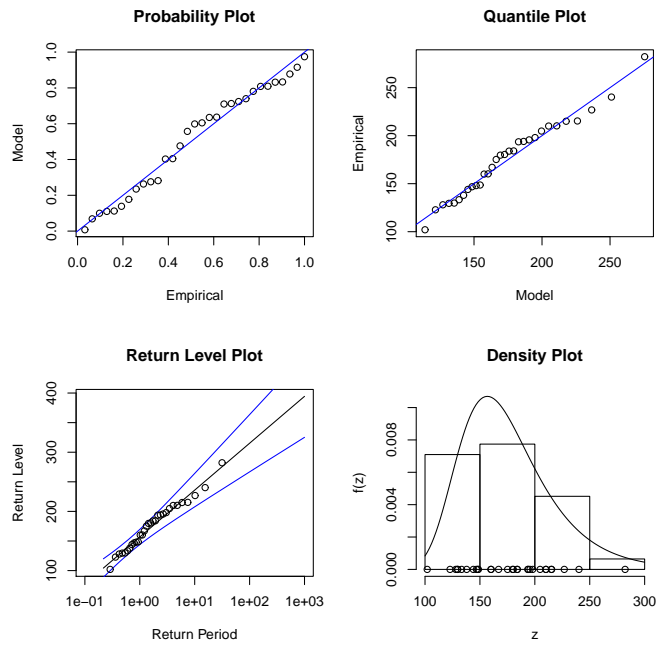 Probability Plot
Model
0.0 0.2 0.4 0.6 0.8 1.0
0.0 0.2 0.4 0.6 0.8 1.0
Empirical
Quantile Plot
Empirical
100 150 200 250
150 200 250
Model
Return Level Plot
Return Level
100 200 300 400
1e−01 1e+00 1e+01 1e+02 1e+03
Return Period
Density Plot
f(z)
0.000 0.004 0.008
100 150 200 250 300
z